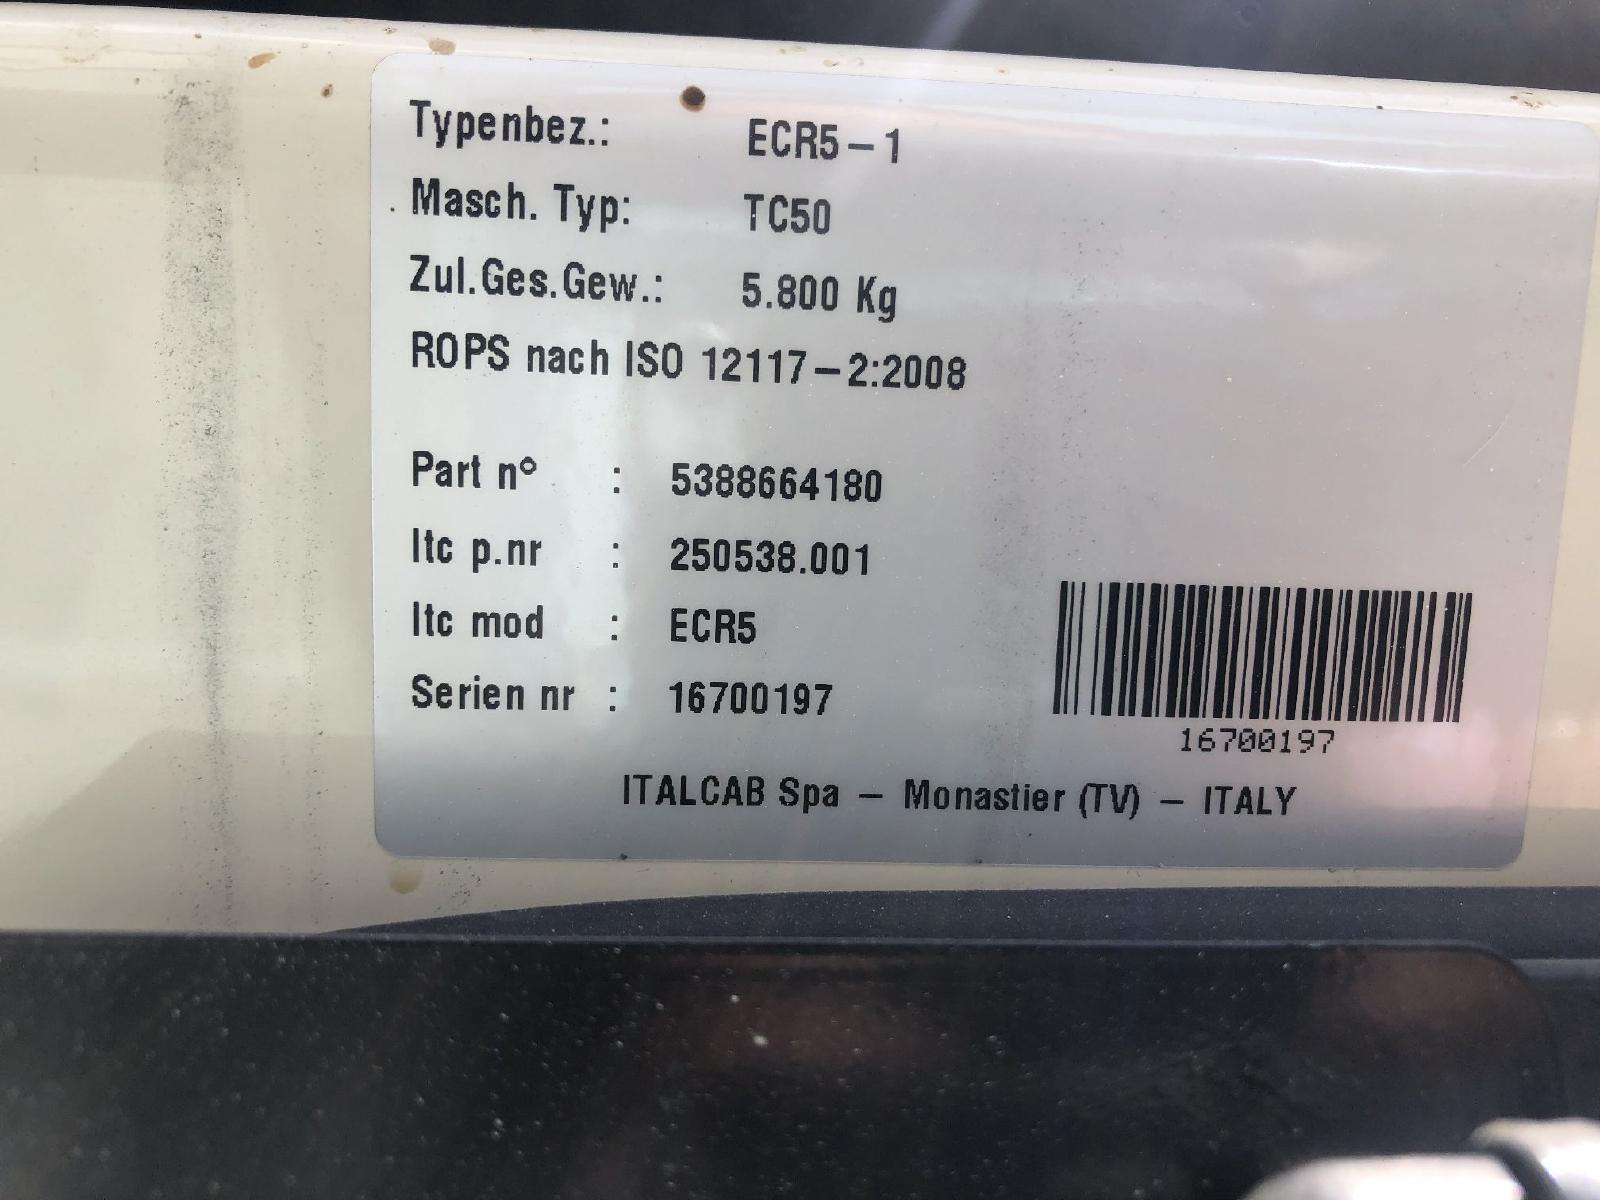 Typenbez.: ECR5-1
Masch. Typ: TC50
Zul.Ges.Gew.: 5.800 Kg
ROPS nach ISO 12117-2:2008
Part n° : 5388664180
Itc p.nr : 250538.001
Itc mod : ECR5
Serien nr : 16700197
16700197
ITALCAB Spa - Monastier (TV) - ITALY